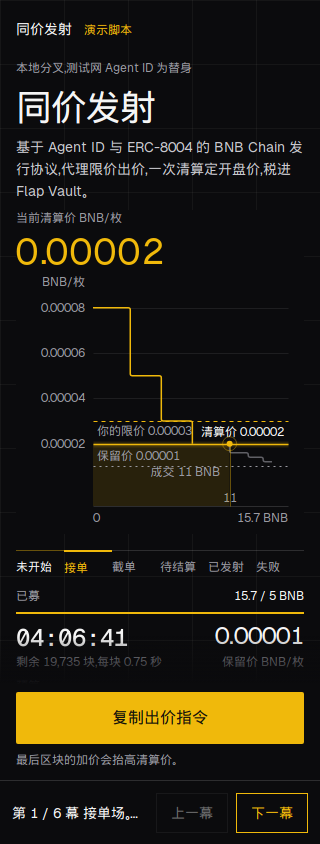 同价发射 演示脚本
本地分叉,测试网 Agent ID 为替身
同价发射
基于 Agent ID 与 ERC-8004 的 BNB Chain 发
行协议,代理限价出价,一次清算定开盘价,税进
Flap Vault。
当前清算价 BNB/枚
0.00002
BNB/枚
0.00008
0.00006
0.00004
你的限价 0.00003 清算价 0.00002
0.00002
保留价 0.00001
成交 11 BNB
11
0 15.7 BNB
未开始 接单 截单 待结算 已发射 失败
已募 15.7 / 5 BNB
04:06:41 0.00001
剩余 19,735 块,每块 0.75 秒 保留价 BNB/枚
复制出价指令
最后区块的加价会抬高清算价。
第 1 / 6 幕 接单场。… 上一幕 下一幕